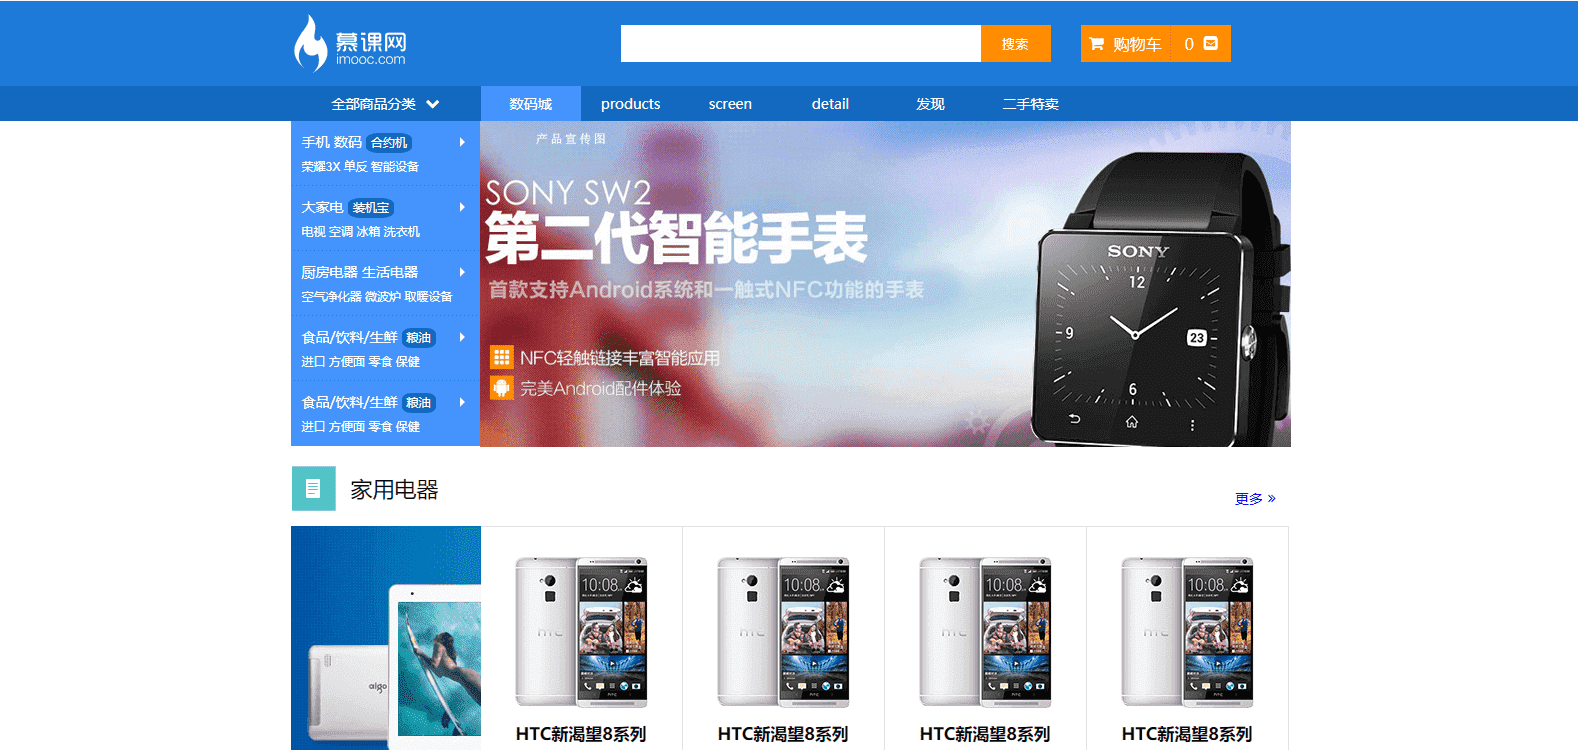 慕课网
imooc.com
搜索
购物车 0
全部商品分类 数码城 products screen detail 发现 二手特卖
手机 数码 合约机
荣耀3X 单反 智能设备
大家电 装机宝
电视 空调 冰箱 洗衣机
厨房电器 生活电器
空气净化器 微波炉 取暖设备
食品/饮料/生鲜 粮油
进口 方便面 零食 保健
食品/饮料/生鲜 粮油
进口 方便面 零食 保健
产品宣传图
SONY SW2
第二代智能手表
首款支持Android系统和一触式NFC功能的手表
NFC轻触链接丰富智能应用
完美Android配件体验
SONY
12
9
23
6
家用电器
更多 »
aigo
10:08
htc
10:08
htc
10:08
htc
10:08
htc
HTC新渴望8系列
HTC新渴望8系列
HTC新渴望8系列
HTC新渴望8系列